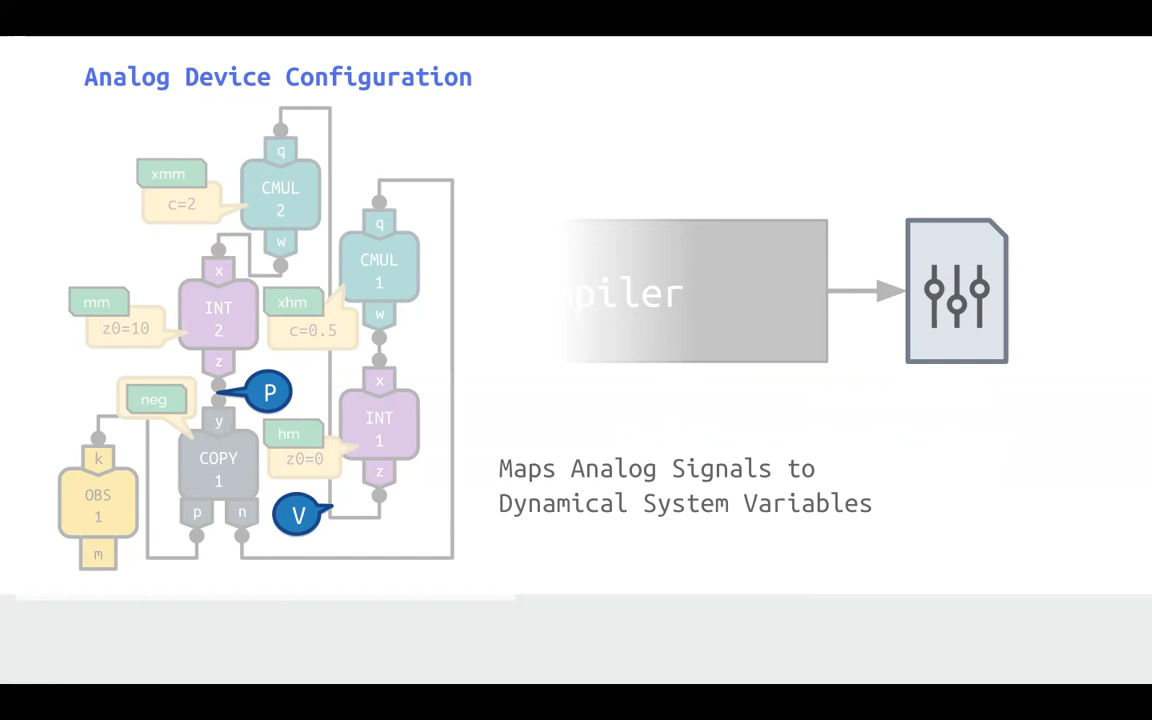 Analog Device Configuration
q
xmm
CMUL
2
c=2
w
q
x
CMUL
1
mm
INT
2
xhm
z0=10
c=0.5
w
z
x
P
neg
y
hm
INT
1
COPY
1
z0=0
k
z
OBS
1
p
n
V
m
mpiler
Maps Analog Signals to
Dynamical System Variables